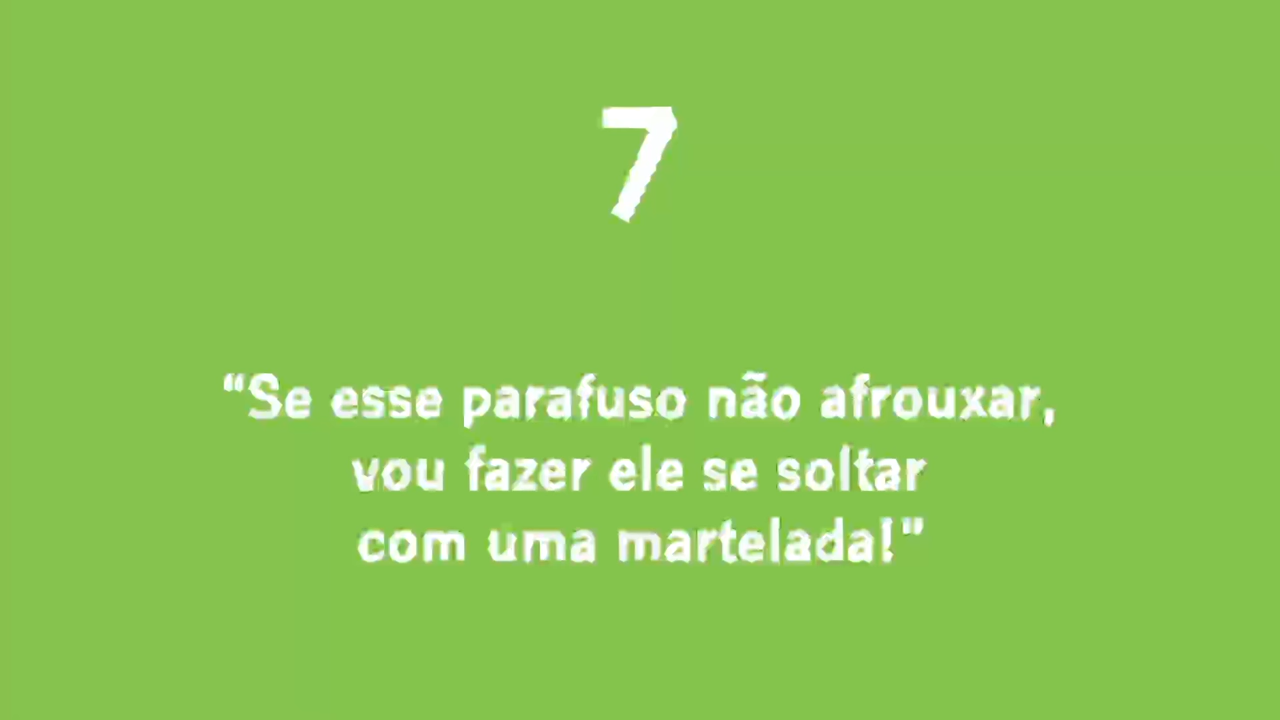 7
“Se esse parafuso não afrouxar,
vou fazer ele se soltar
com uma martelada!”